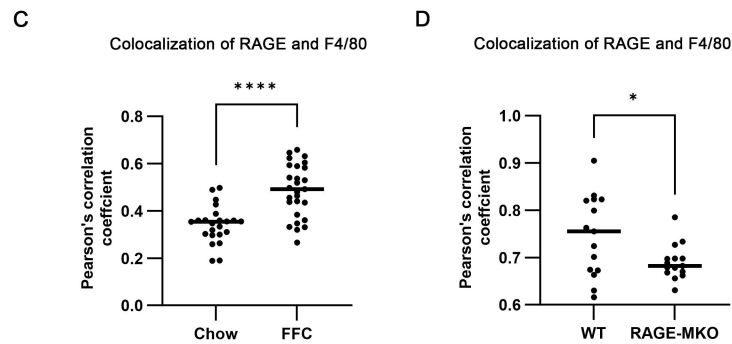 C
Colocalization of RAGE and F4/80
****
Pearson's correlation
coeffcient
0.8
0.6
0.4
0.2
0.0
Chow
FFC
D
Colocalization of RAGE and F4/80
*
Pearson's correlation
coeffcient
1.0
0.9
0.8
0.7
0.6
WT
RAGE-MKO